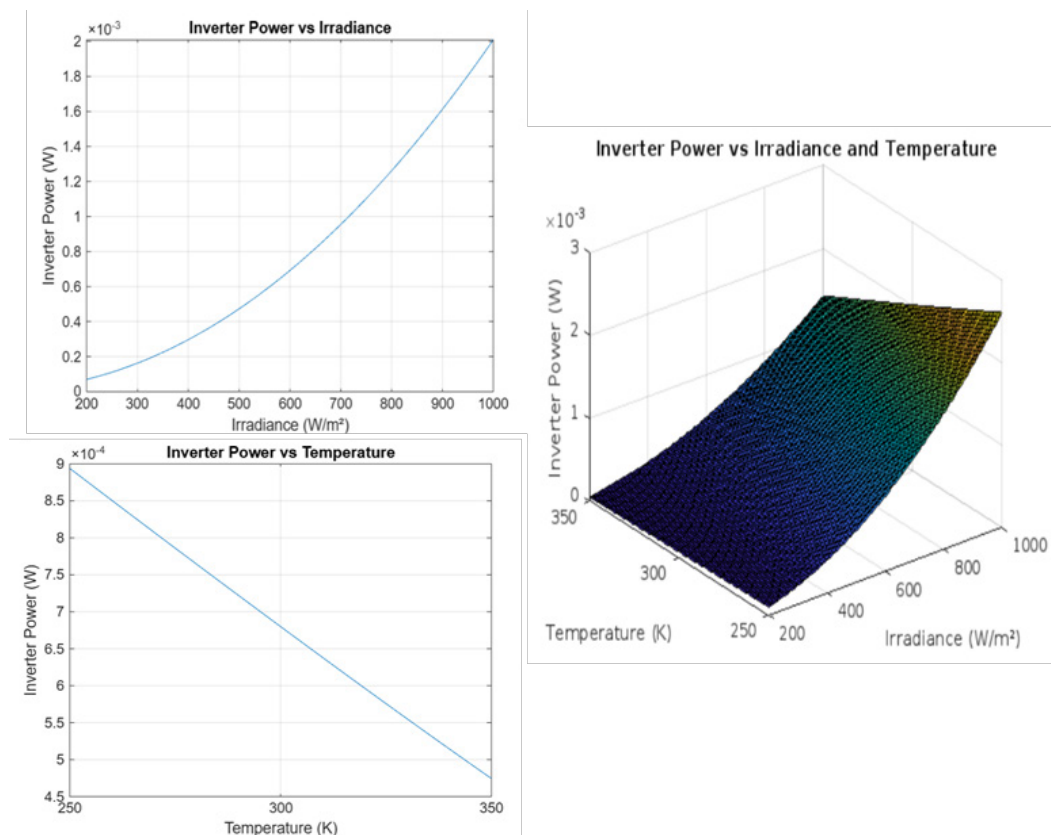 Inverter Power vs Irradiance
×10⁻³
2
1.8
1.6
1.4
1.2
1
0.8
0.6
0.4
0.2
0
Inverter Power (W)
200 300 400 500 600 700 800 900 1000
Irradiance (W/m²)
Inverter Power vs Temperature
×10⁻⁴
9
8.5
8
7.5
7
6.5
6
5.5
5
4.5
Inverter Power (W)
250 300 350
Temperature (K)
Inverter Power vs Irradiance and Temperature
×10⁻³
3
2
1
0
Inverter Power (W)
350 300 250
Temperature (K)
200 400 600 800 1000
Irradiance (W/m²)